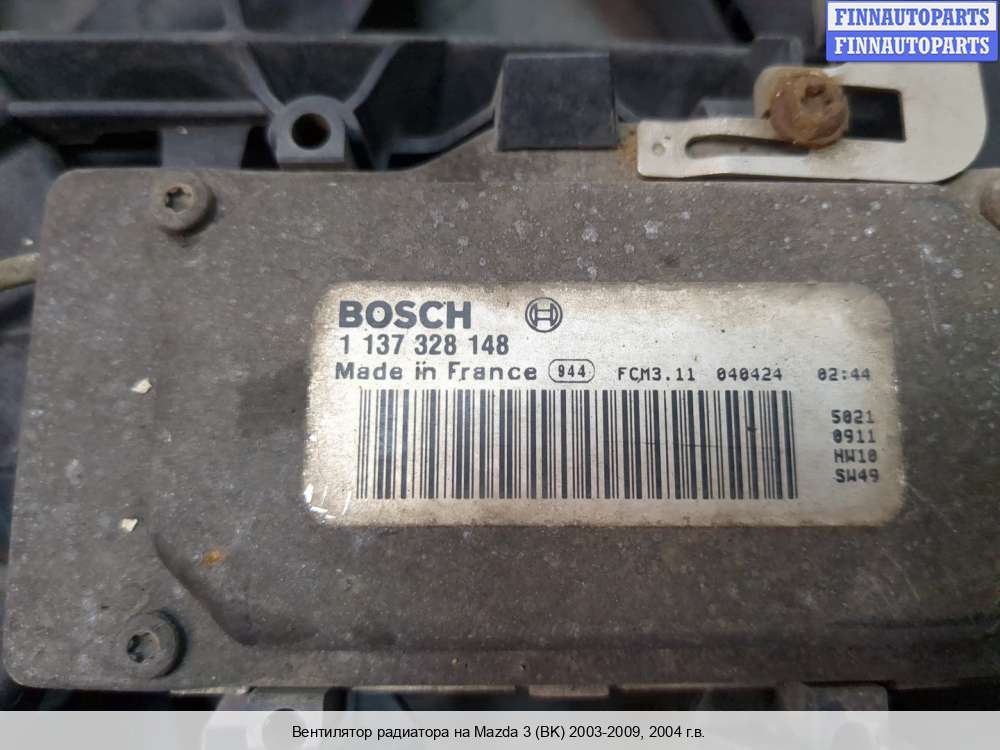 FINNAUTOPARTS
FINNAUTOPARTS
BOSCH
1 137 328 148
Made in France 944 FCM3.11 040424 02:44
5021
0911
HW10
SW49
Вентилятор радиатора на Mazda 3 (BK) 2003-2009, 2004 г.в.